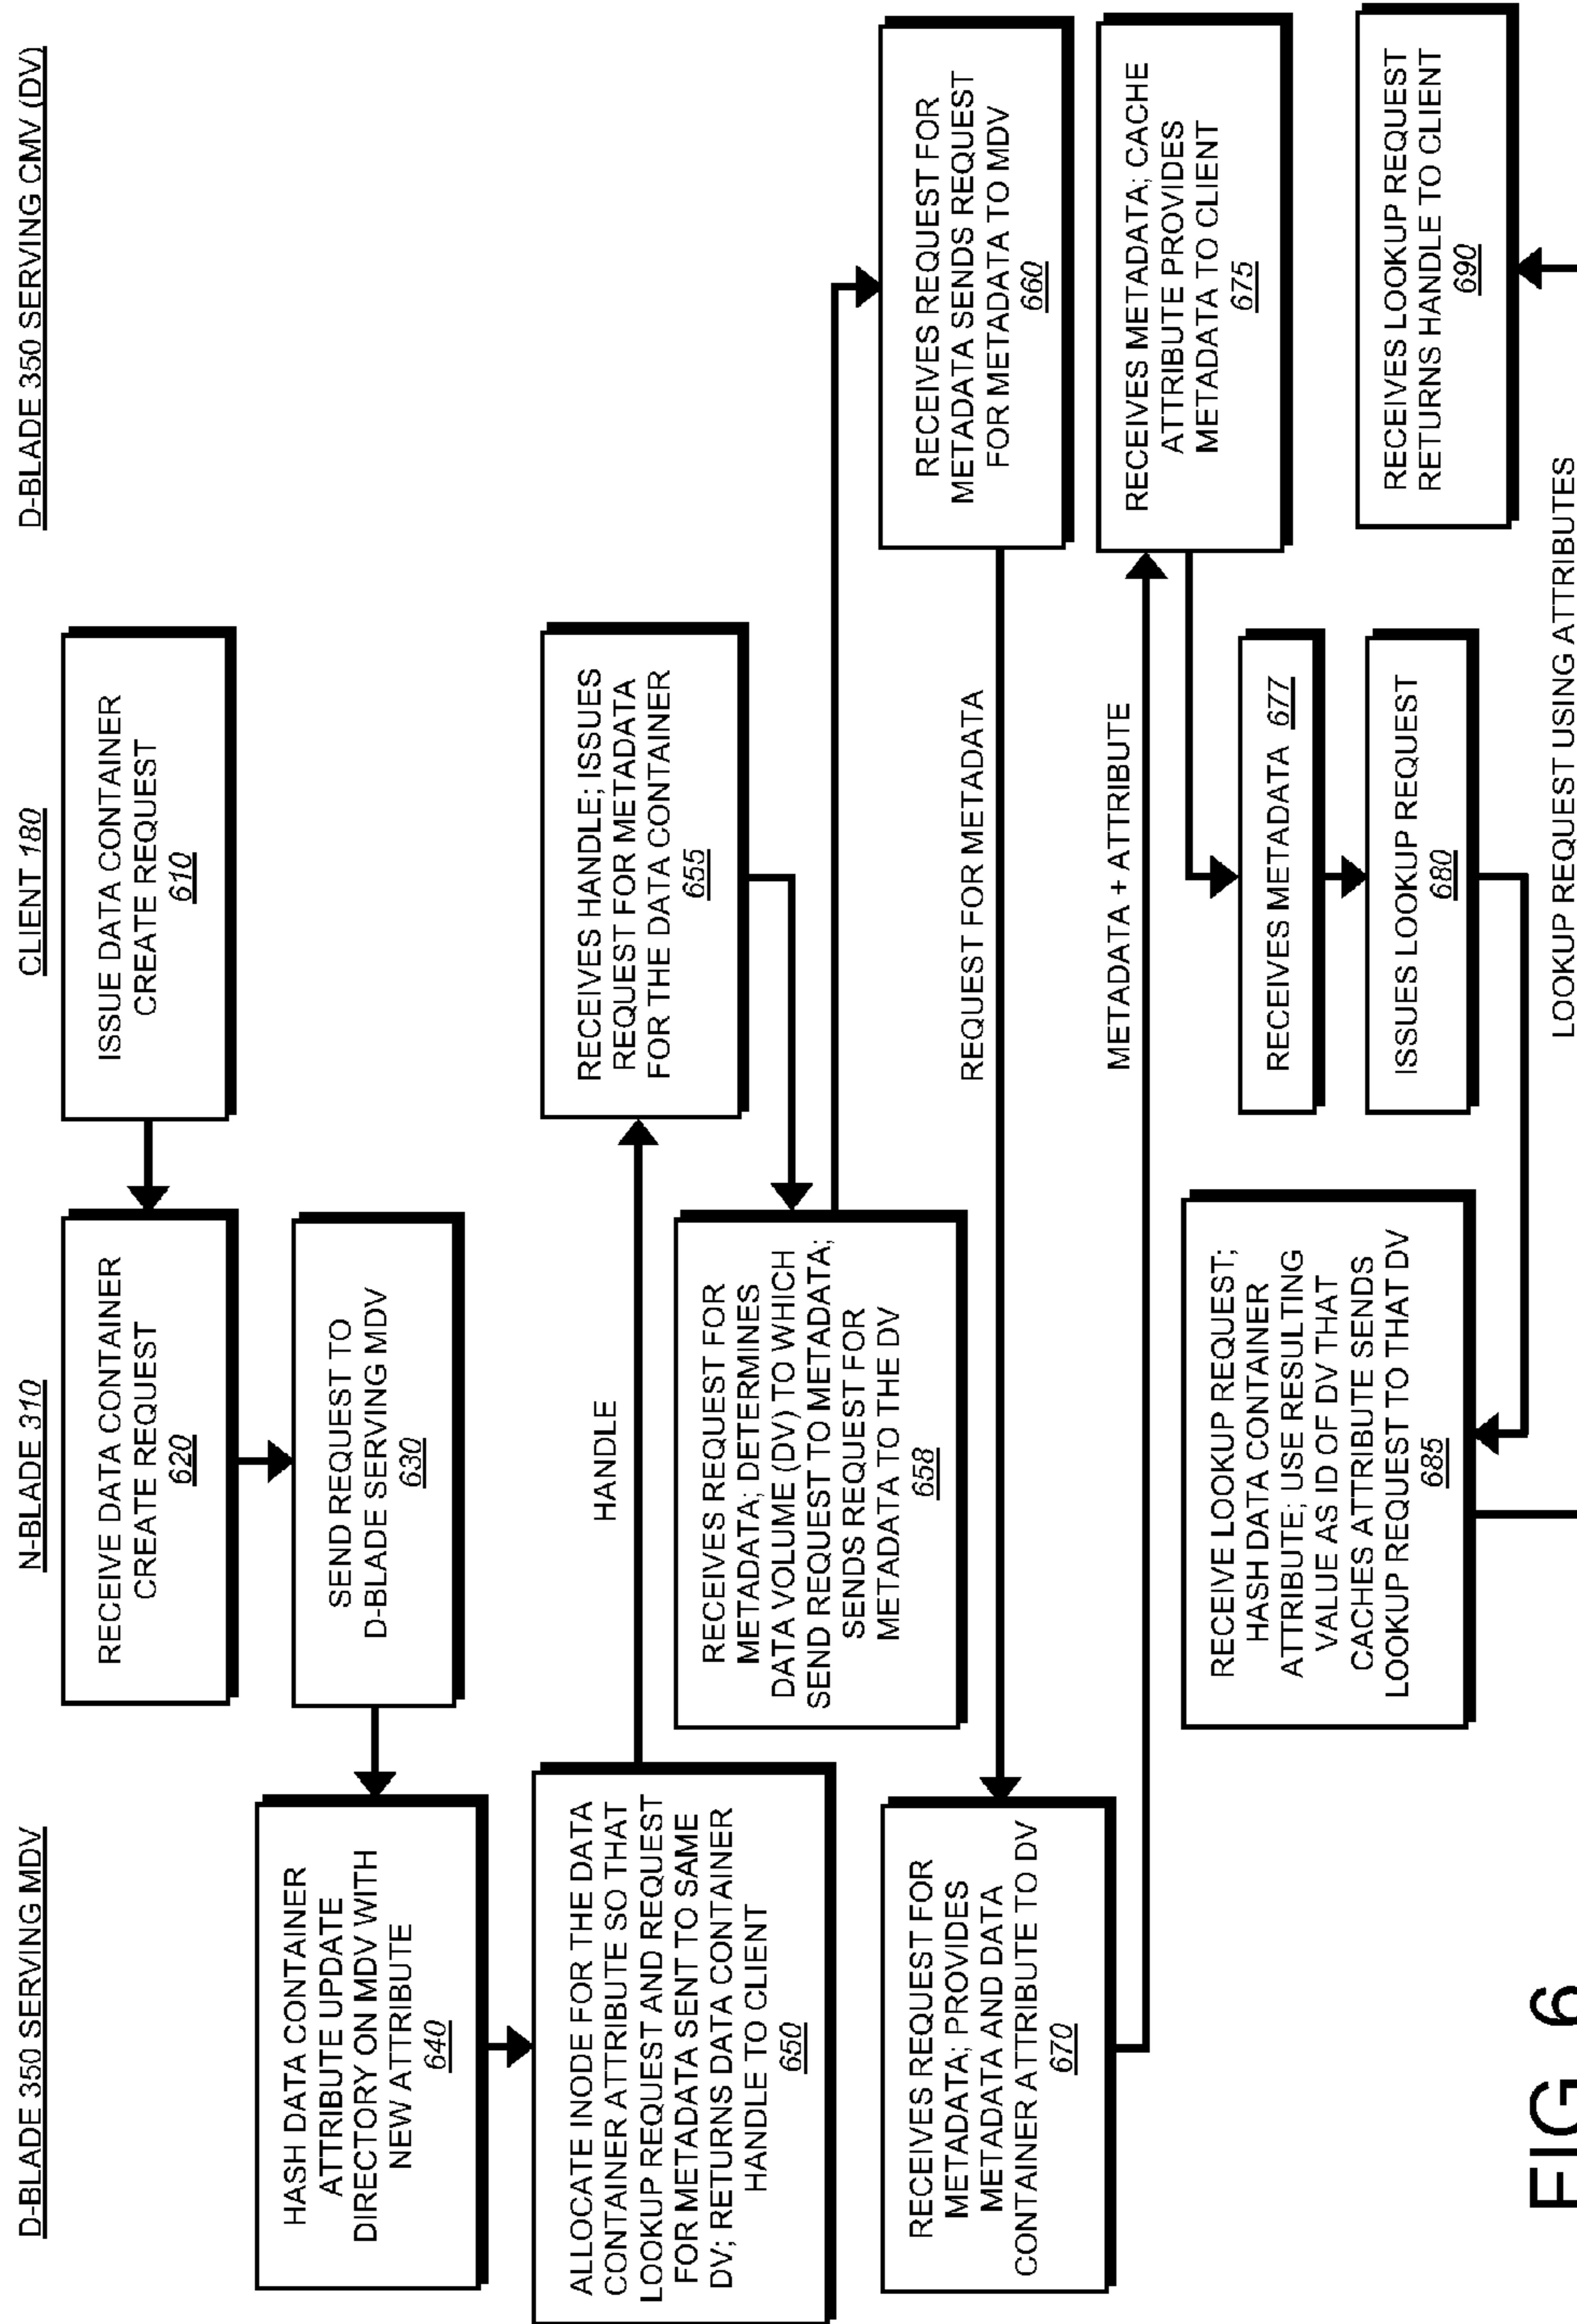 D-BLADE 350 SERVING MDV
N-BLADE 310
CLIENT 180
D-BLADE 350 SERVING CMV (DV)
ISSUE DATA CONTAINER
CREATE REQUEST
610
RECEIVE DATA CONTAINER
CREATE REQUEST
620
SEND REQUEST TO
D-BLADE SERVING MDV
630
HASH DATA CONTAINER
ATTRIBUTE UPDATE
DIRECTORY ON MDV WITH
NEW ATTRIBUTE
640
ALLOCATE INODE FOR THE DATA
CONTAINER ATTRIBUTE SO THAT
LOOKUP REQUEST AND REQUEST
FOR METADATA SENT TO SAME
DV; RETURNS DATA CONTAINER
HANDLE TO CLIENT
650
HANDLE
RECEIVES HANDLE; ISSUES
REQUEST FOR METADATA
FOR THE DATA CONTAINER
655
RECEIVES REQUEST FOR
METADATA; DETERMINES
DATA VOLUME (DV) TO WHICH
SEND REQUEST TO METADATA;
SENDS REQUEST FOR
METADATA TO THE DV
658
RECEIVES REQUEST FOR
METADATA SENDS REQUEST
FOR METADATA TO MDV
660
REQUEST FOR METADATA
RECEIVES REQUEST FOR
METADATA; PROVIDES
METADATA AND DATA
CONTAINER ATTRIBUTE TO DV
670
METADATA + ATTRIBUTE
RECEIVES METADATA; CACHE
ATTRIBUTE PROVIDES
METADATA TO CLIENT
675
RECEIVES METADATA 677
ISSUES LOOKUP REQUEST
680
RECEIVE LOOKUP REQUEST;
HASH DATA CONTAINER
ATTRIBUTE; USE RESULTING
VALUE AS ID OF DV THAT
CACHES ATTRIBUTE SENDS
LOOKUP REQUEST TO THAT DV
685
LOOKUP REQUEST USING ATTRIBUTES
RECEIVES LOOKUP REQUEST
RETURNS HANDLE TO CLIENT
690
FIG 6